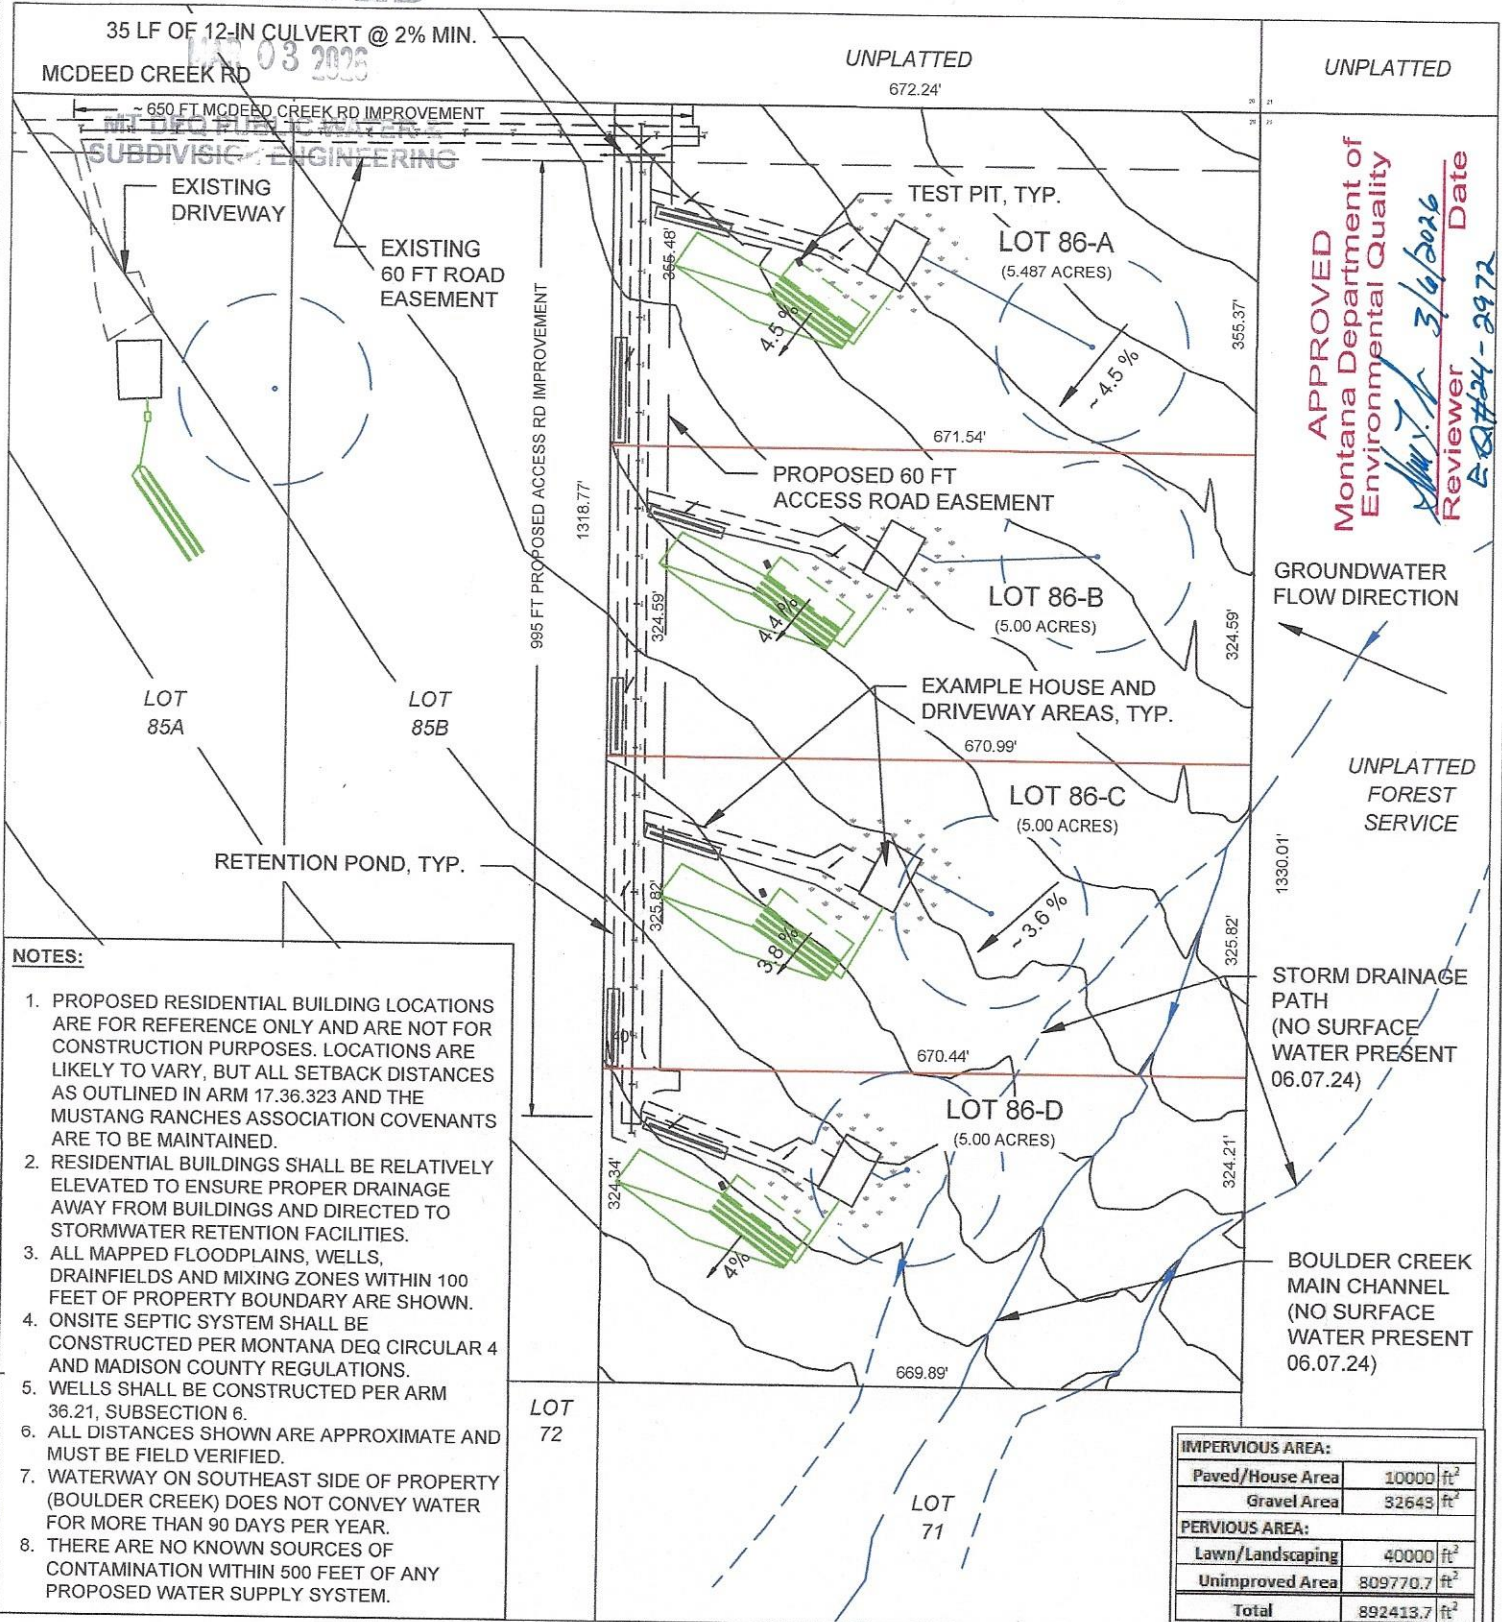 35 LF OF 12-IN CULVERT @ 2% MIN.
MAR 03 2026
MCDEED CREEK RD
~ 650 FT MCDEED CREEK RD IMPROVEMENT
MT DEQ PUBLIC WATER &
SUBDIVISION ENGINEERING
UNPLATTED
672.24'
UNPLATTED
EXISTING
DRIVEWAY
EXISTING
60 FT ROAD
EASEMENT
TEST PIT, TYP.
LOT 86-A
(5.487 ACRES)
355.48'
355.37'
4.5 %
~ 4.5 %
APPROVED
Montana Department of
Environmental Quality
3/6/2026
Reviewer Date
EQ#24-2972
671.54'
PROPOSED 60 FT
ACCESS ROAD EASEMENT
995 FT PROPOSED ACCESS RD IMPROVEMENT
1318.77'
LOT 86-B
(5.00 ACRES)
324.59'
324.59'
4.4 %
GROUNDWATER
FLOW DIRECTION
LOT
85A
LOT
85B
EXAMPLE HOUSE AND
DRIVEWAY AREAS, TYP.
670.99'
UNPLATTED
FOREST
SERVICE
LOT 86-C
(5.00 ACRES)
RETENTION POND, TYP.
325.82'
325.82'
1330.01'
3.8 %
~ 3.6 %
STORM DRAINAGE
PATH
(NO SURFACE
WATER PRESENT
06.07.24)
40'
670.44'
LOT 86-D
(5.00 ACRES)
324.34'
324.21'
4%
BOULDER CREEK
MAIN CHANNEL
(NO SURFACE
WATER PRESENT
06.07.24)
669.89'
LOT
72
LOT
71
NOTES:
1. PROPOSED RESIDENTIAL BUILDING LOCATIONS
ARE FOR REFERENCE ONLY AND ARE NOT FOR
CONSTRUCTION PURPOSES. LOCATIONS ARE
LIKELY TO VARY, BUT ALL SETBACK DISTANCES
AS OUTLINED IN ARM 17.36.323 AND THE
MUSTANG RANCHES ASSOCIATION COVENANTS
ARE TO BE MAINTAINED.
2. RESIDENTIAL BUILDINGS SHALL BE RELATIVELY
ELEVATED TO ENSURE PROPER DRAINAGE
AWAY FROM BUILDINGS AND DIRECTED TO
STORMWATER RETENTION FACILITIES.
3. ALL MAPPED FLOODPLAINS, WELLS,
DRAINFIELDS AND MIXING ZONES WITHIN 100
FEET OF PROPERTY BOUNDARY ARE SHOWN.
4. ONSITE SEPTIC SYSTEM SHALL BE
CONSTRUCTED PER MONTANA DEQ CIRCULAR 4
AND MADISON COUNTY REGULATIONS.
5. WELLS SHALL BE CONSTRUCTED PER ARM
36.21, SUBSECTION 6.
6. ALL DISTANCES SHOWN ARE APPROXIMATE AND
MUST BE FIELD VERIFIED.
7. WATERWAY ON SOUTHEAST SIDE OF PROPERTY
(BOULDER CREEK) DOES NOT CONVEY WATER
FOR MORE THAN 90 DAYS PER YEAR.
8. THERE ARE NO KNOWN SOURCES OF
CONTAMINATION WITHIN 500 FEET OF ANY
PROPOSED WATER SUPPLY SYSTEM.
IMPERVIOUS AREA:
Paved/House Area 10000 ft²
Gravel Area 32643 ft²
PERVIOUS AREA:
Lawn/Landscaping 40000 ft²
Unimproved Area 809770.7 ft²
Total 892413.7 ft²